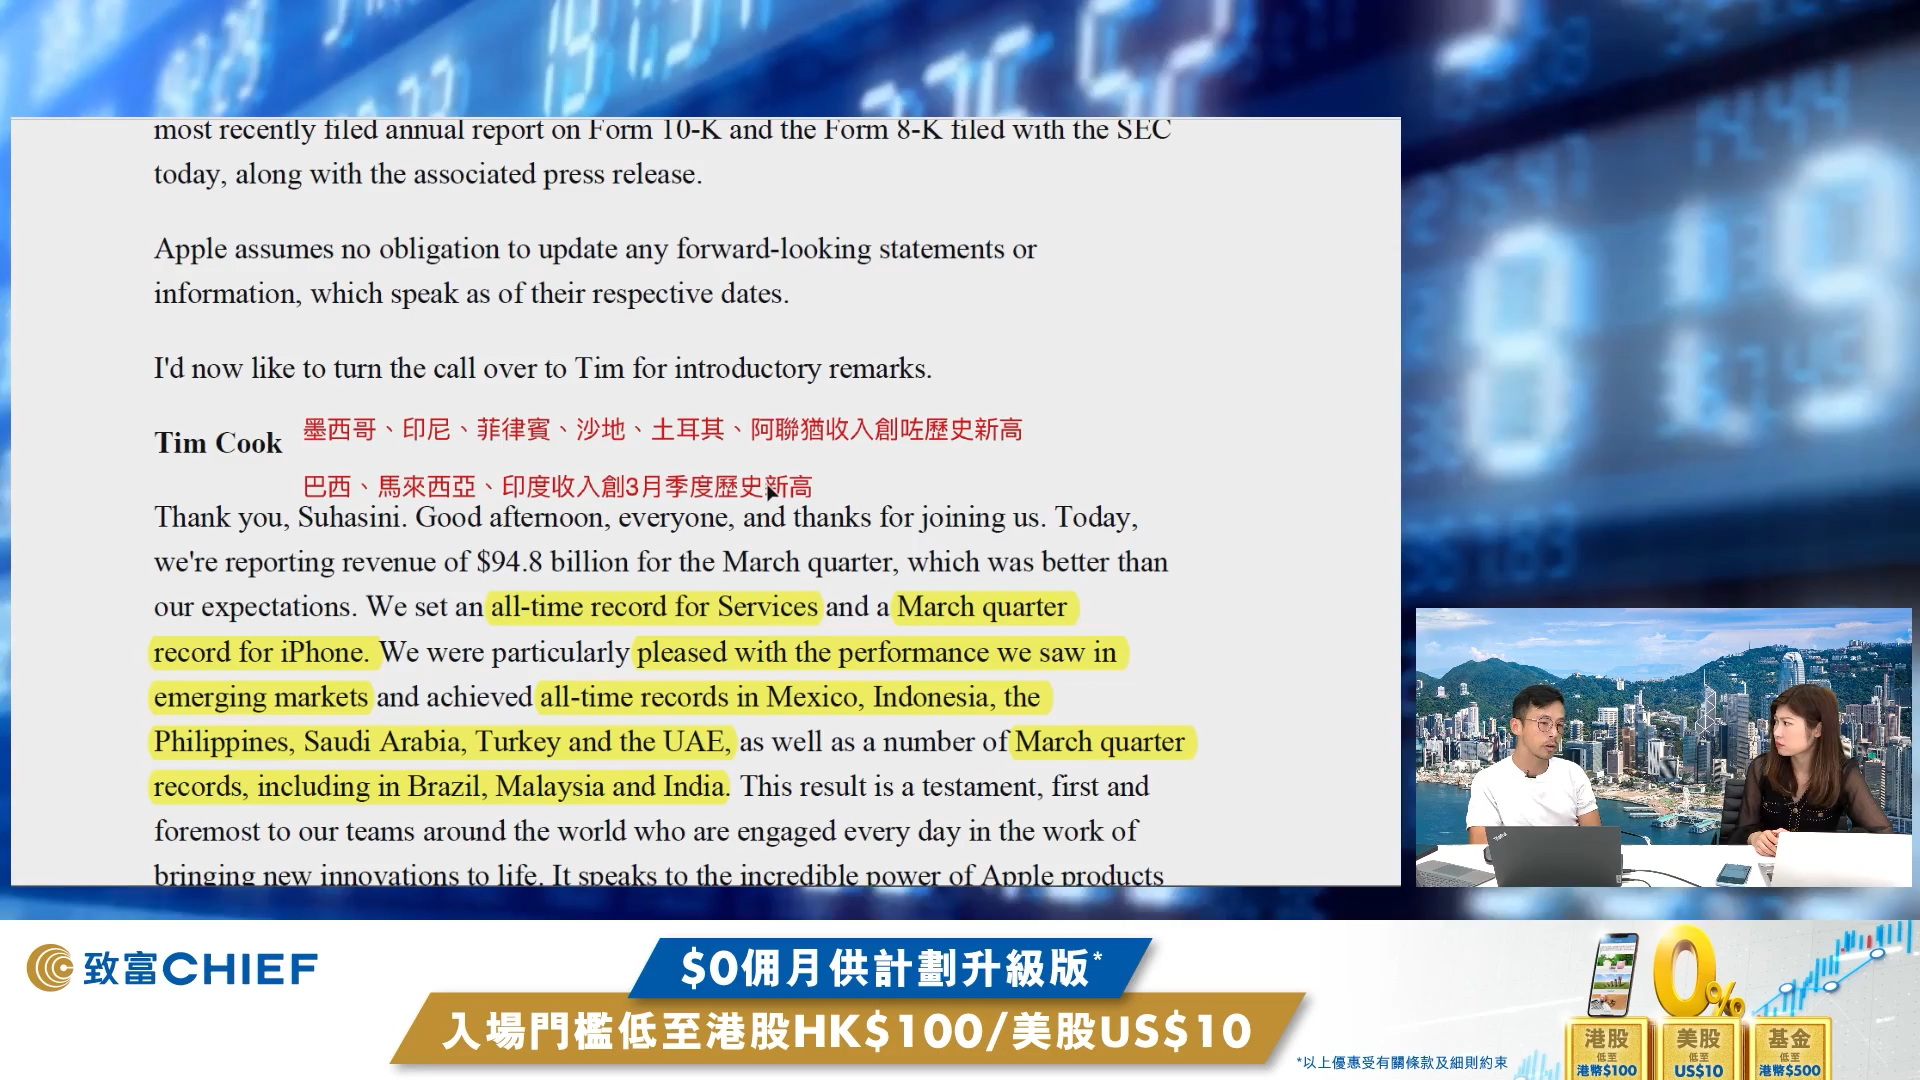 most recently filed annual report on Form 10-K and the Form 8-K filed with the SEC
today, along with the associated press release.
Apple assumes no obligation to update any forward-looking statements or
information, which speak as of their respective dates.
I'd now like to turn the call over to Tim for introductory remarks.
Tim Cook
墨西哥、印尼、菲律賓、沙地、土耳其、阿聯猶收入創咗歷史新高
巴西、馬來西亞、印度收入創3月季度歷史新高
Thank you, Suhasini. Good afternoon, everyone, and thanks for joining us. Today,
we're reporting revenue of $94.8 billion for the March quarter, which was better than
our expectations. We set an all-time record for Services and a March quarter
record for iPhone. We were particularly pleased with the performance we saw in
emerging markets and achieved all-time records in Mexico, Indonesia, the
Philippines, Saudi Arabia, Turkey and the UAE, as well as a number of March quarter
records, including in Brazil, Malaysia and India. This result is a testament, first and
foremost to our teams around the world who are engaged every day in the work of
bringing new innovations to life. It speaks to the incredible power of Apple products
致富CHIEF
$0佣月供計劃升級版*
入場門檻低至港股HK$100/美股US$10
*以上優惠受有關條款及細則約束
0%
港股
低至
港幣$100
美股
低至
US$10
基金
低至
港幣$500